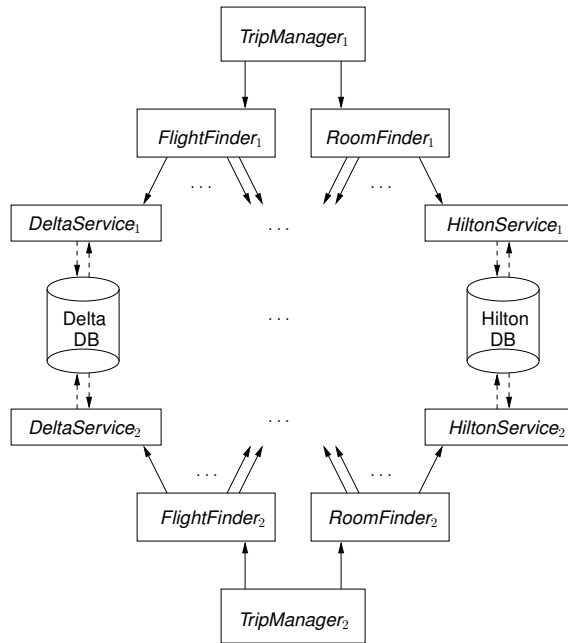 TripManager₁
FlightFinder₁ RoomFinder₁
... ...
DeltaService₁ ... HiltonService₁
Delta
DB
...
Hilton
DB
DeltaService₂ ... HiltonService₂
... ...
FlightFinder₂ RoomFinder₂
TripManager₂